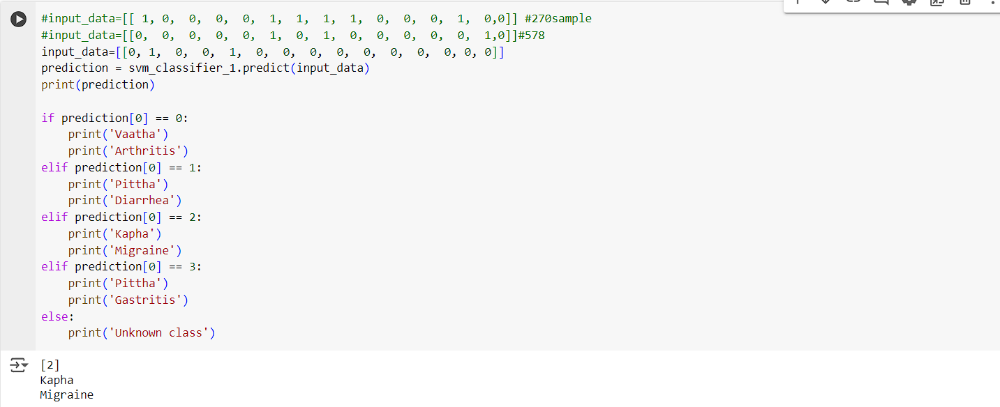 #input_data=[[ 1, 0, 0, 0, 0, 1, 1, 1, 1, 0, 0, 0, 1, 0,0]] #270sample
#input_data=[[0, 0, 0, 0, 0, 1, 0, 1, 0, 0, 0, 0, 0, 1,0]]#578
input_data=[[0, 1, 0, 0, 1, 0, 0, 0, 0, 0, 0, 0, 0, 0, 0]]
prediction = svm_classifier_1.predict(input_data)
print(prediction)
if prediction[0] == 0:
    print('Vaatha')
    print('Arthritis')
elif prediction[0] == 1:
    print('Pittha')
    print('Diarrhea')
elif prediction[0] == 2:
    print('Kapha')
    print('Migraine')
elif prediction[0] == 3:
    print('Pittha')
    print('Gastritis')
else:
    print('Unknown class')
[2]
Kapha
Migraine